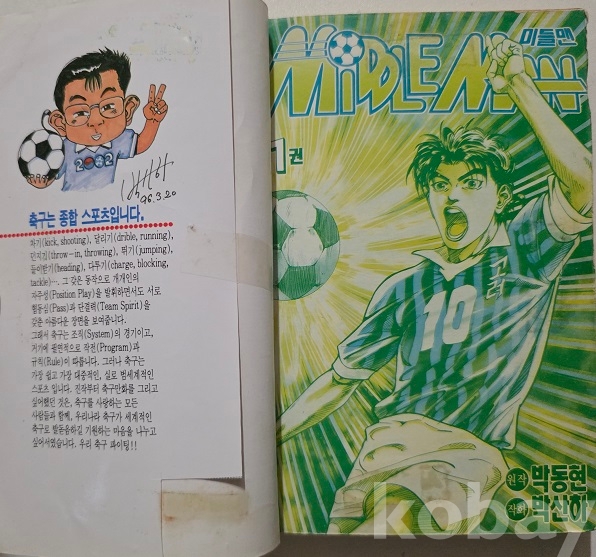 2002
96.3.20
축구는 종합 스포츠입니다.
차기(kick, shooting), 달리기(drible, running),
던지기(throw-in, throwing), 뛰기(jumping),
들이받기(heading), 다투기(charge, blocking,
tackle)…. 그 갖은 동작으로 개개인의
자주성(Position Play)을 발휘하면서도 서로
협동심(Pass)과 단결력(Team Spirit)을
갖춘 아름다운 장면을 보여줍니다.
그래서 축구는 조직(System)의 경기이고,
거기에 필연적으로 작전(Program)과
규칙(Rule)이 따릅니다. 그러나 축구는
가장 쉽고 가장 대중적인, 실로 범세계적인
스포츠 입니다. 진작부터 축구만화를 그리고
싶어했던 것은, 축구를 사랑하는 모든
사람들과 함께, 우리나라 축구가 세계적인
축구로 발돋움하길 기원하는 마음을 나누고
싶어서였습니다. 우리 축구 파이팅!!
MIDDLE MAN
미들맨
1권
고려
10
원작 박동현
작화 박산하
kobay